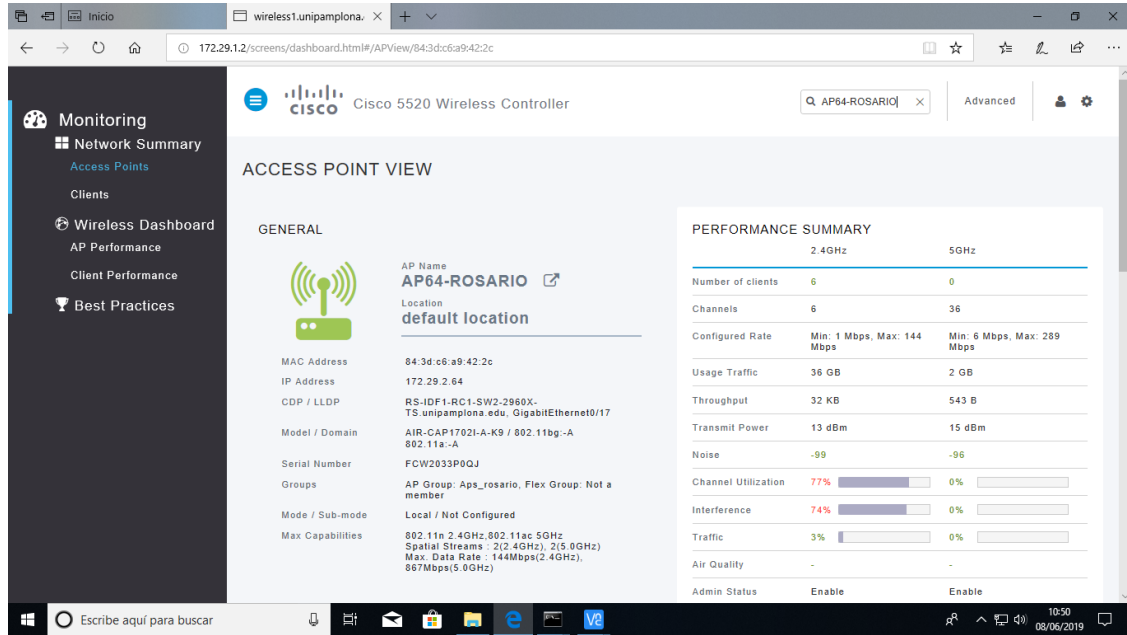 Inicio
wireless1.unipamplona.
172.29.1.2/screens/dashboard.html#/APView/84:3d:c6:a9:42:2c
Monitoring
Network Summary
Access Points
Clients
Wireless Dashboard
AP Performance
Client Performance
Best Practices
CISCO Cisco 5520 Wireless Controller
AP64-ROSARIO
Advanced
ACCESS POINT VIEW
GENERAL
AP Name
AP64-ROSARIO
Location
default location
MAC Address 84:3d:c6:a9:42:2c
IP Address 172.29.2.64
CDP / LLDP RS-IDF1-RC1-SW2-2960X-
TS.unipamplona.edu, GigabitEthernet0/17
Model / Domain AIR-CAP1702I-A-K9 / 802.11bg:-A
802.11a:-A
Serial Number FCW2033P0QJ
Groups AP Group: Aps_rosario, Flex Group: Not a
member
Mode / Sub-mode Local / Not Configured
Max Capabilities 802.11n 2.4GHz,802.11ac 5GHz
Spatial Streams : 2(2.4GHz), 2(5.0GHz)
Max. Data Rate : 144Mbps(2.4GHz),
867Mbps(5.0GHz)
PERFORMANCE SUMMARY
2.4GHz 5GHz
Number of clients 6 0
Channels 6 36
Configured Rate Min: 1 Mbps, Max: 144 Mbps Min: 6 Mbps, Max: 289 Mbps
Usage Traffic 36 GB 2 GB
Throughput 32 KB 543 B
Transmit Power 13 dBm 15 dBm
Noise -99 -96
Channel Utilization 77% 0%
Interference 74% 0%
Traffic 3% 0%
Air Quality - -
Admin Status Enable Enable
Escribe aquí para buscar
10:50
08/06/2019